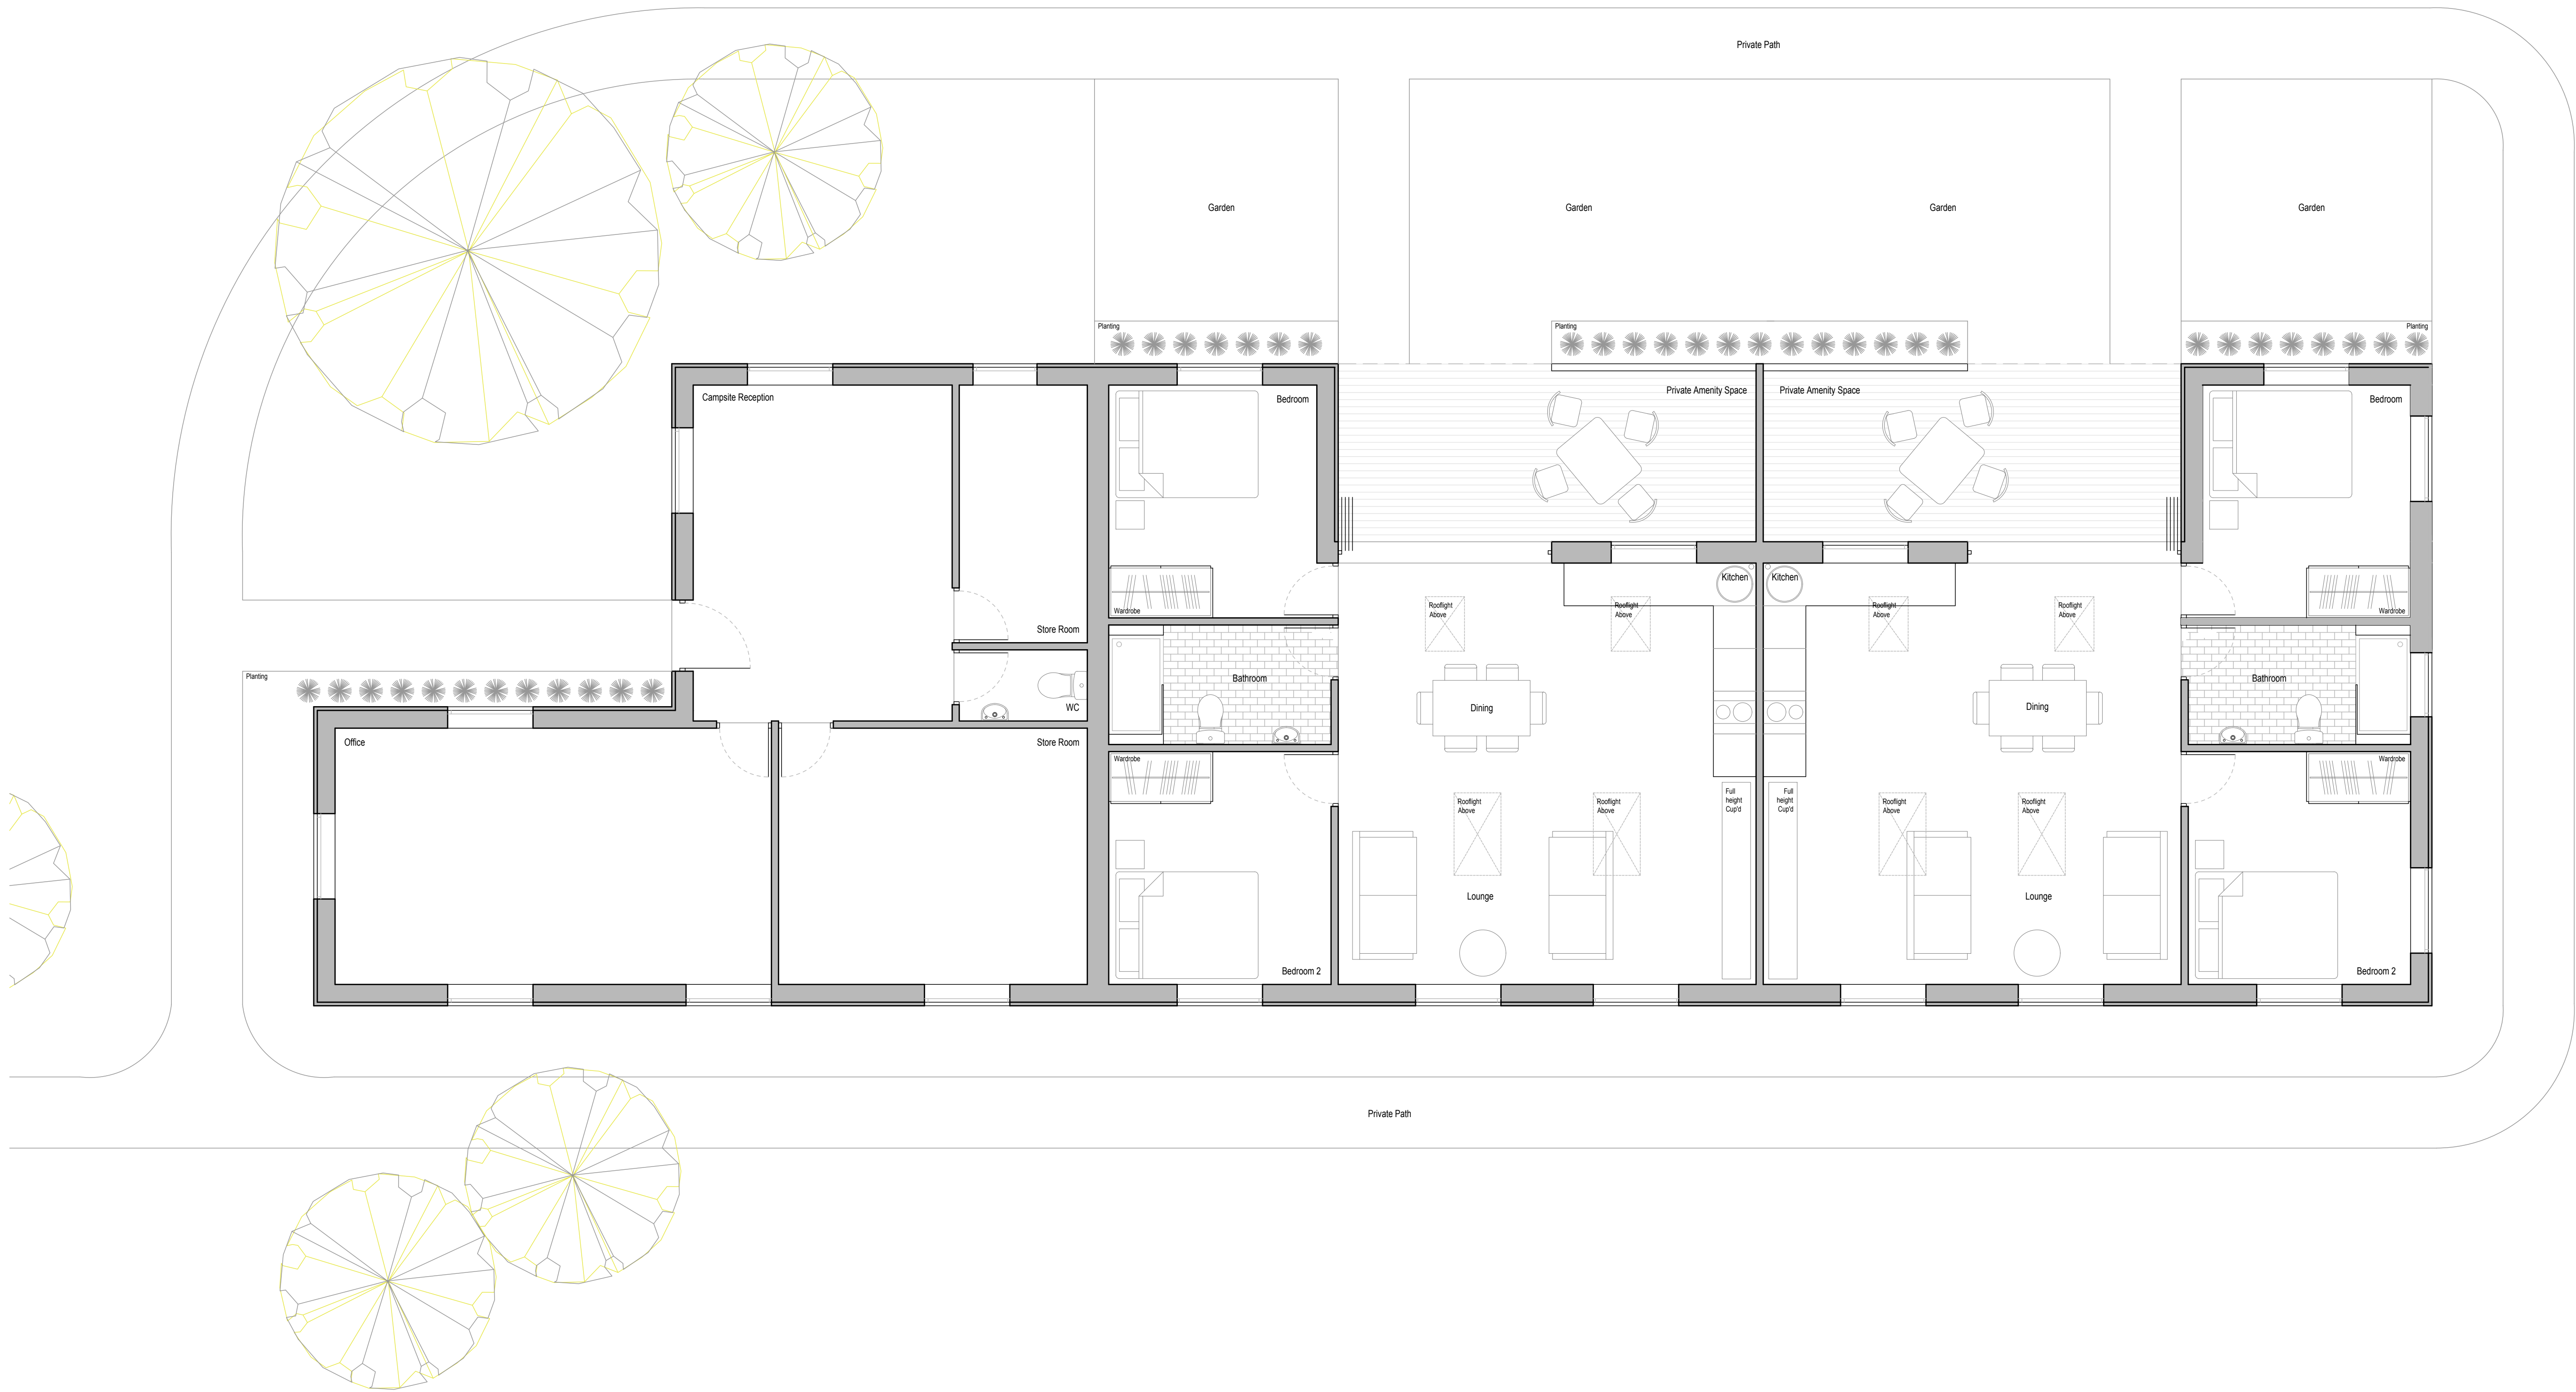 Private Path
Garden
Garden
Garden
Garden
Planting
Planting
Planting
Campsite Reception
Bedroom
Private Amenity Space
Private Amenity Space
Bedroom
Kitchen
Kitchen
Wardrobe
Rooflight
Above
Rooflight
Above
Rooflight
Above
Rooflight
Above
Wardrobe
Store Room
Planting
Bathroom
Bathroom
WC
Dining
Dining
Office
Store Room
Wardrobe
Wardrobe
Full
height
Cup'd
Full
height
Cup'd
Rooflight
Above
Rooflight
Above
Rooflight
Above
Rooflight
Above
Lounge
Lounge
Bedroom 2
Bedroom 2
Private Path